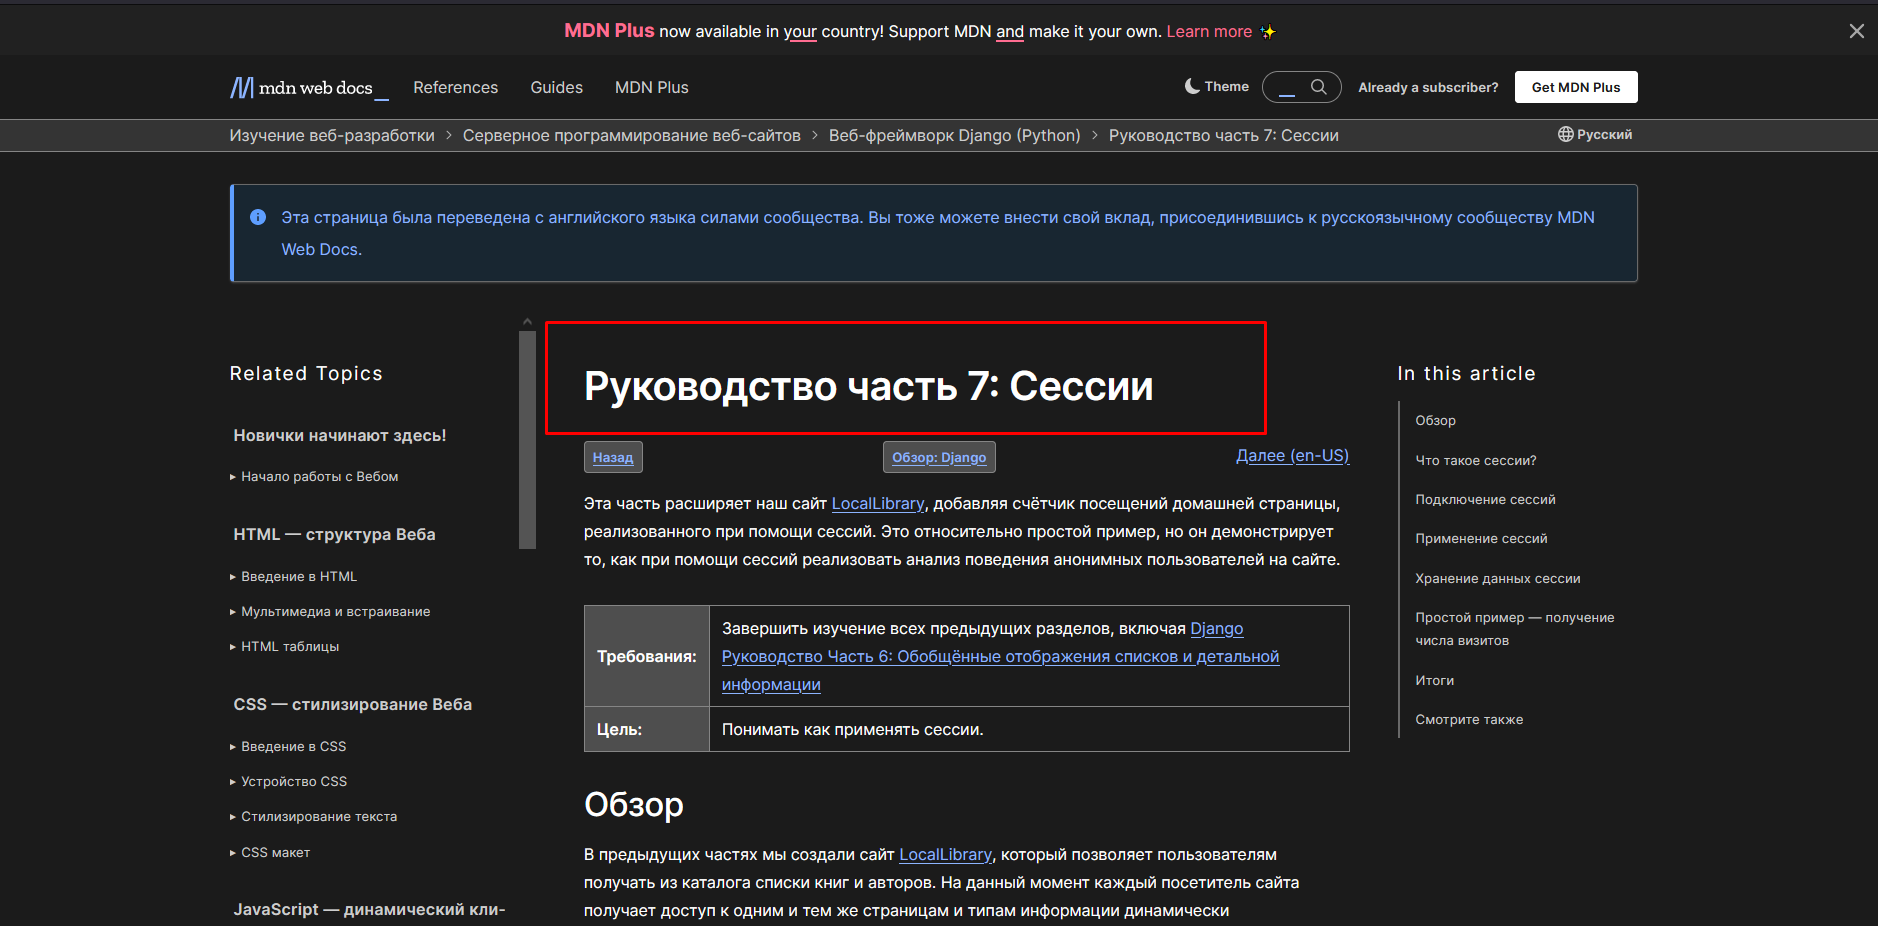 MDN Plus now available in your country! Support MDN and make it your own. Learn more ✨
mdn web docs_ References Guides MDN Plus Theme Already a subscriber? Get MDN Plus
Изучение веб-разработки > Серверное программирование веб-сайтов > Веб-фреймворк Django (Python) > Руководство часть 7: Сессии Русский
Эта страница была переведена с английского языка силами сообщества. Вы тоже можете внести свой вклад, присоединившись к русскоязычному сообществу MDN
Web Docs.
Related Topics
Новички начинают здесь!
Начало работы с Вебом
HTML — структура Веба
Введение в HTML
Мультимедиа и встраивание
HTML таблицы
CSS — стилизирование Веба
Введение в CSS
Устройство CSS
Стилизирование текста
CSS макет
JavaScript — динамический кли-
Руководство часть 7: Сессии
Назад Обзор: Django Далее (en-US)
Эта часть расширяет наш сайт LocalLibrary, добавляя счётчик посещений домашней страницы,
реализованного при помощи сессий. Это относительно простой пример, но он демонстрирует
то, как при помощи сессий реализовать анализ поведения анонимных пользователей на сайте.
Требования:
Завершить изучение всех предыдущих разделов, включая Django
Руководство Часть 6: Обобщённые отображения списков и детальной
информации
Цель: Понимать как применять сессии.
Обзор
В предыдущих частях мы создали сайт LocalLibrary, который позволяет пользователям
получать из каталога списки книг и авторов. На данный момент каждый посетитель сайта
получает доступ к одним и тем же страницам и типам информации динамически
In this article
Обзор
Что такое сессии?
Подключение сессий
Применение сессий
Хранение данных сессии
Простой пример — получение
числа визитов
Итоги
Смотрите также